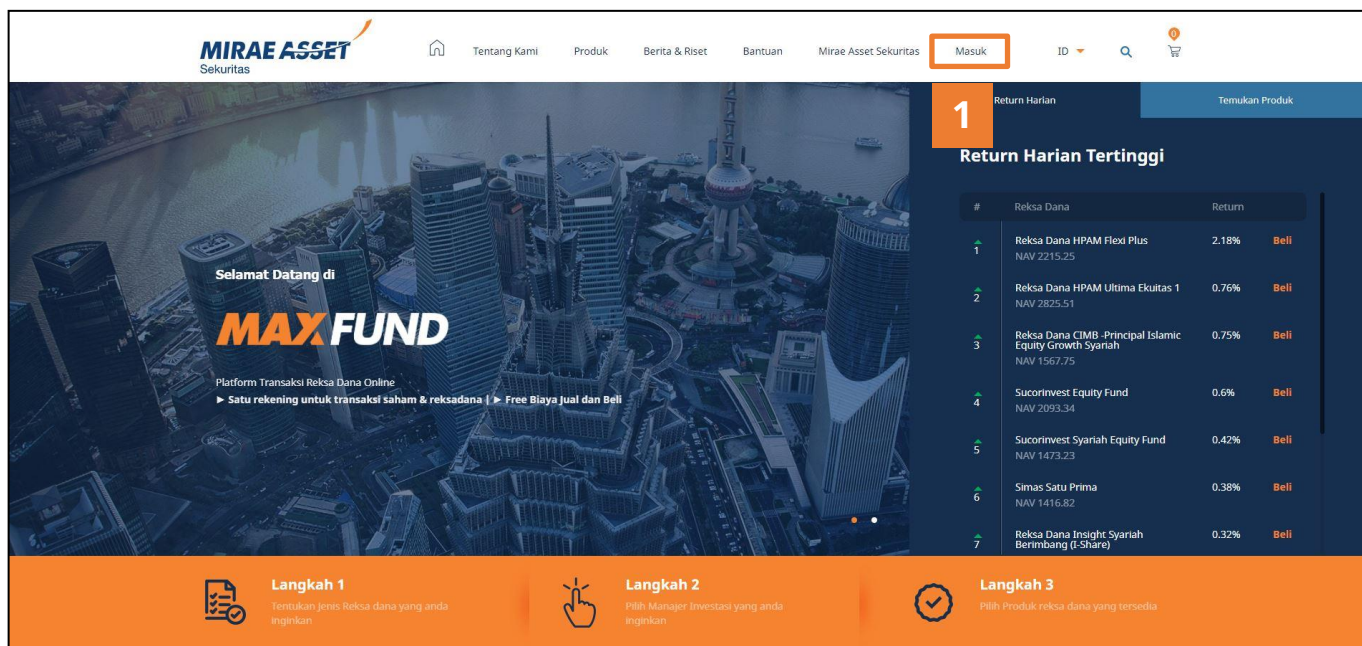 MIRAE ASSET
Sekuritas
Tentang Kami
Produk
Berita & Riset
Bantuan
Mirae Asset Sekuritas
Masuk
ID
0
1
Return Harian
Temukan Produk
Selamat Datang di
MAXFUND
Platform Transaksi Reksa Dana Online
► Satu rekening untuk transaksi saham & reksadana | ► Free Biaya Jual dan Beli
Return Harian Tertinggi
# Reksa Dana Return
1 Reksa Dana HPAM Flexi Plus 2.18% Beli
NAV 2215.25
2 Reksa Dana HPAM Ultima Ekuitas 1 0.76% Beli
NAV 2825.51
3 Reksa Dana CIMB -Principal Islamic 0.75% Beli
Equity Growth Syariah
NAV 1567.75
4 Sucorinvest Equity Fund 0.6% Beli
NAV 2093.34
5 Sucorinvest Syariah Equity Fund 0.42% Beli
NAV 1473.23
6 Simas Satu Prima 0.38% Beli
NAV 1416.82
7 Reksa Dana Insight Syariah 0.32% Beli
Berimbang (I-Share)
Langkah 1
Tentukan Jenis Reksa dana yang anda
inginkan
Langkah 2
Pilih Manajer Investasi yang anda
inginkan
Langkah 3
Pilih Produk reksa dana yang tersedia